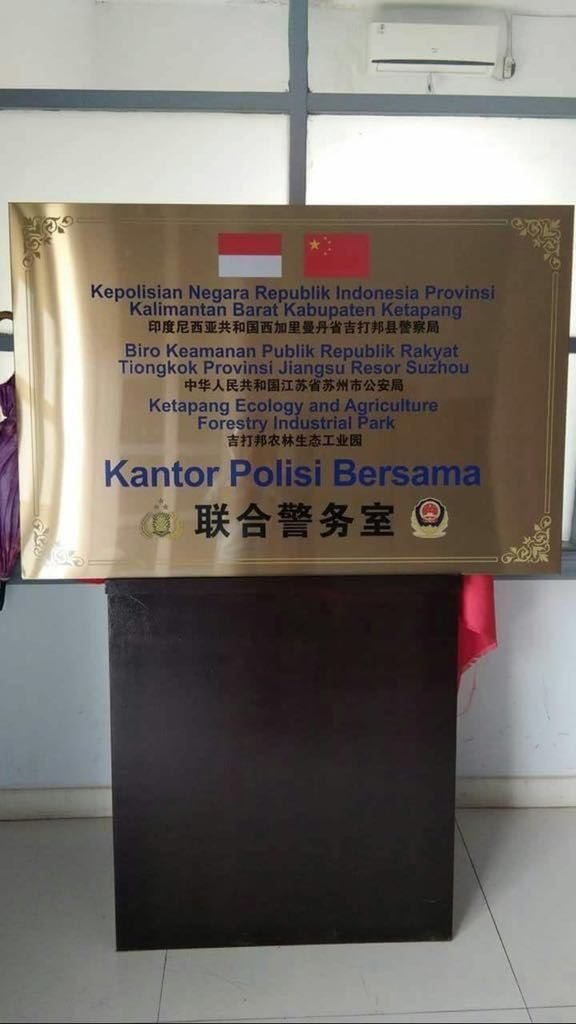 Kepolisian Negara Republik Indonesia Provinsi
Kalimantan Barat Kabupaten Ketapang
印度尼西亚共和国西加里曼丹省吉打邦县警察局
Biro Keamanan Publik Republik Rakyat
Tiongkok Provinsi Jiangsu Resor Suzhou
中华人民共和国江苏省苏州市公安局
Ketapang Ecology and Agriculture
Forestry Industrial Park
吉打邦农林生态工业园
Kantor Polisi Bersama
联合警务室